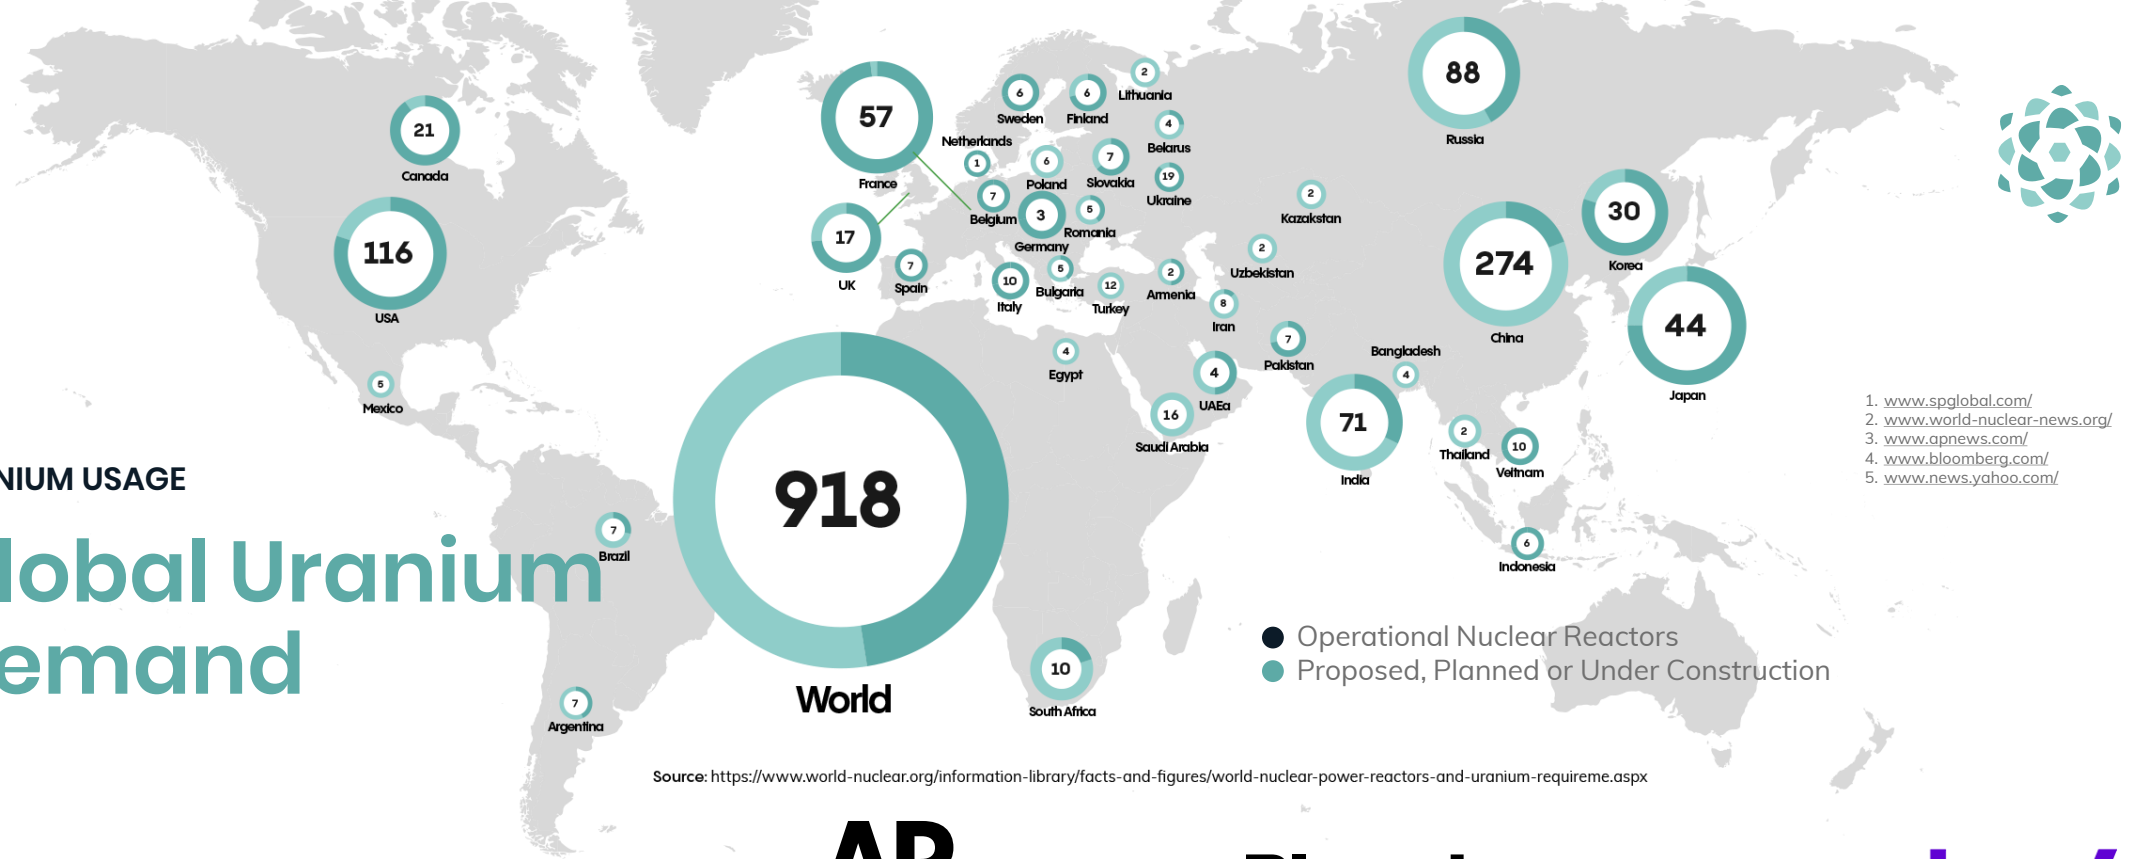 NIUM USAGE
lobal Uranium
emand
21
Canada
116
USA
5
Mexico
7
Brazil
7
Argentina
57
France
17
UK
6
Sweden
6
Finland
2
Lithuania
Netherlands
1
4
Belarus
6
Poland
7
Slovakia
19
Ukraine
7
Belgium
3
Germany
5
Romania
7
Spain
10
Italy
5
Bulgaria
12
Turkey
2
Armenia
8
Iran
2
Uzbekistan
2
Kazakstan
88
Russia
274
China
30
Korea
44
Japan
4
Egypt
16
Saudi Arabia
4
UAEa
7
Pakistan
71
India
Bangladesh
4
2
Thailand
10
Veitnam
6
Indonesia
918
World
10
South Africa
1. www.spglobal.com/
2. www.world-nuclear-news.org/
3. www.apnews.com/
4. www.bloomberg.com/
5. www.news.yahoo.com/
Operational Nuclear Reactors
Proposed, Planned or Under Construction
Source: https://www.world-nuclear.org/information-library/facts-and-figures/world-nuclear-power-reactors-and-uranium-requireme.aspx
AP